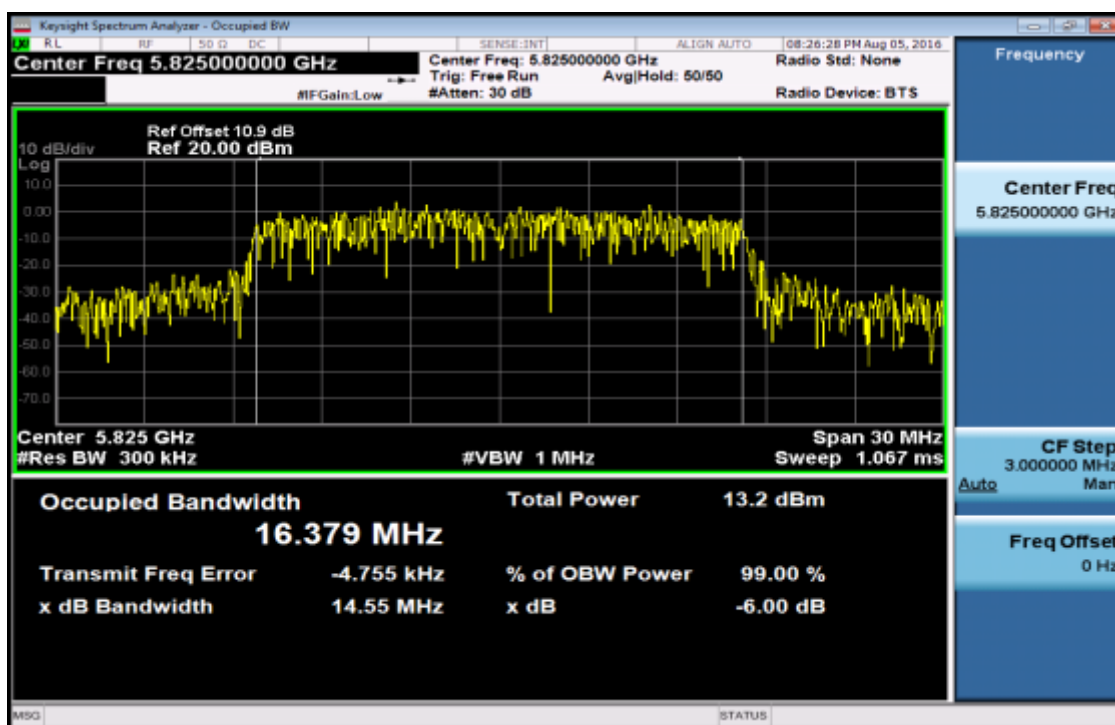 Keysight Spectrum Analyzer - Occupied BW
LXI RL RF 50 Ω DC SENSE:INT ALIGN AUTO 08:26:28 PM Aug 05, 2016
Center Freq 5.825000000 GHz
Center Freq: 5.825000000 GHz Radio Std: None
Trig: Free Run Avg|Hold: 50/50
#IFGain:Low #Atten: 30 dB Radio Device: BTS
Frequency
Ref Offset 10.9 dB
10 dB/div Ref 20.00 dBm
Log
10.0
0.00
-10.0
-20.0
-30.0
-40.0
-50.0
-60.0
-70.0
Center 5.825 GHz Span 30 MHz
#Res BW 300 kHz #VBW 1 MHz Sweep 1.067 ms
Occupied Bandwidth Total Power 13.2 dBm
16.379 MHz
Transmit Freq Error -4.755 kHz % of OBW Power 99.00 %
x dB Bandwidth 14.55 MHz x dB -6.00 dB
Center Freq
5.825000000 GHz
CF Step
3.000000 MHz
Auto Man
Freq Offset
0 Hz
MSG STATUS